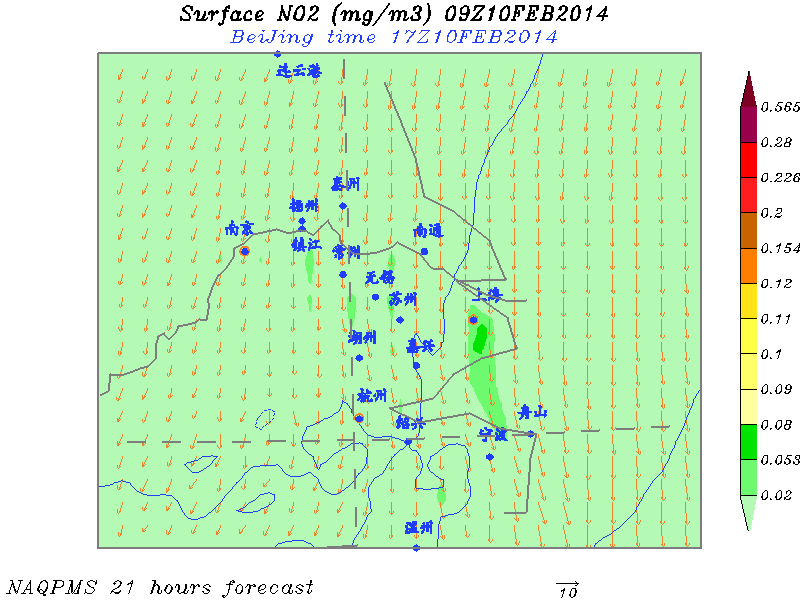 Surface NO2 (mg/m3) 09Z10FEB2014
BeiJing time 17Z10FEB2014
连云港
泰州
扬州
南京
镇江
常州
南通
无锡
苏州
上海
湖州
嘉兴
杭州
绍兴
舟山
宁波
温州
0.565
0.28
0.226
0.2
0.154
0.12
0.11
0.1
0.09
0.08
0.053
0.02
NAQPMS 21 hours forecast
10